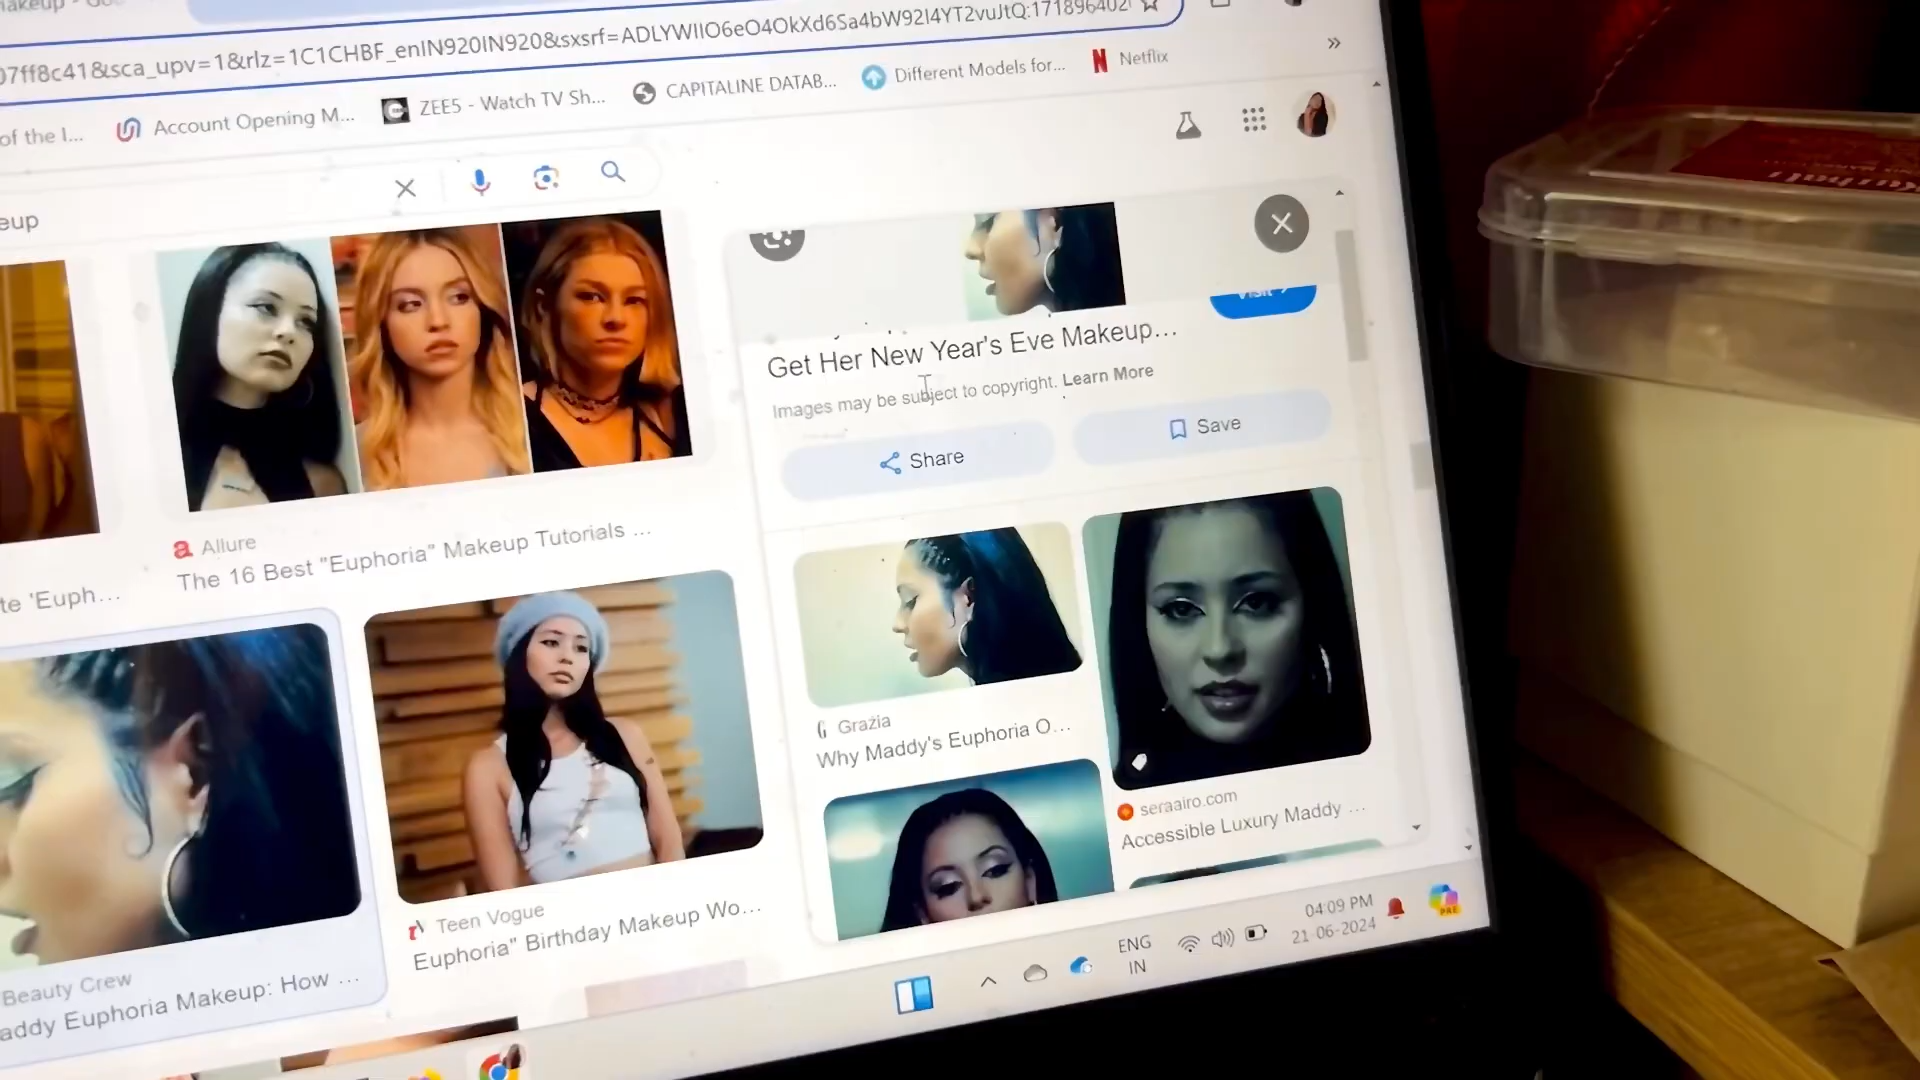 07ff8c41&sca_upv=1&rlz=1C1CHBF_enIN920IN920&sxsrf=ADLYWIIO6eO4OkXd6Sa4bW92I4YT2vuJtQ:171896402
of the I...
Account Opening M...
ZEE5 - Watch TV Sh...
CAPITALINE DATAB...
Different Models for...
Netflix
eup
Visit
Get Her New Year's Eve Makeup...
Images may be subject to copyright. Learn More
Share
Save
te 'Euph...
Allure
The 16 Best "Euphoria" Makeup Tutorials ...
Grazia
Why Maddy's Euphoria O...
seraairo.com
Accessible Luxury Maddy ...
Beauty Crew
addy Euphoria Makeup: How ...
Teen Vogue
Euphoria" Birthday Makeup Wo...
ENG
IN
04:09 PM
21-06-2024
PRE